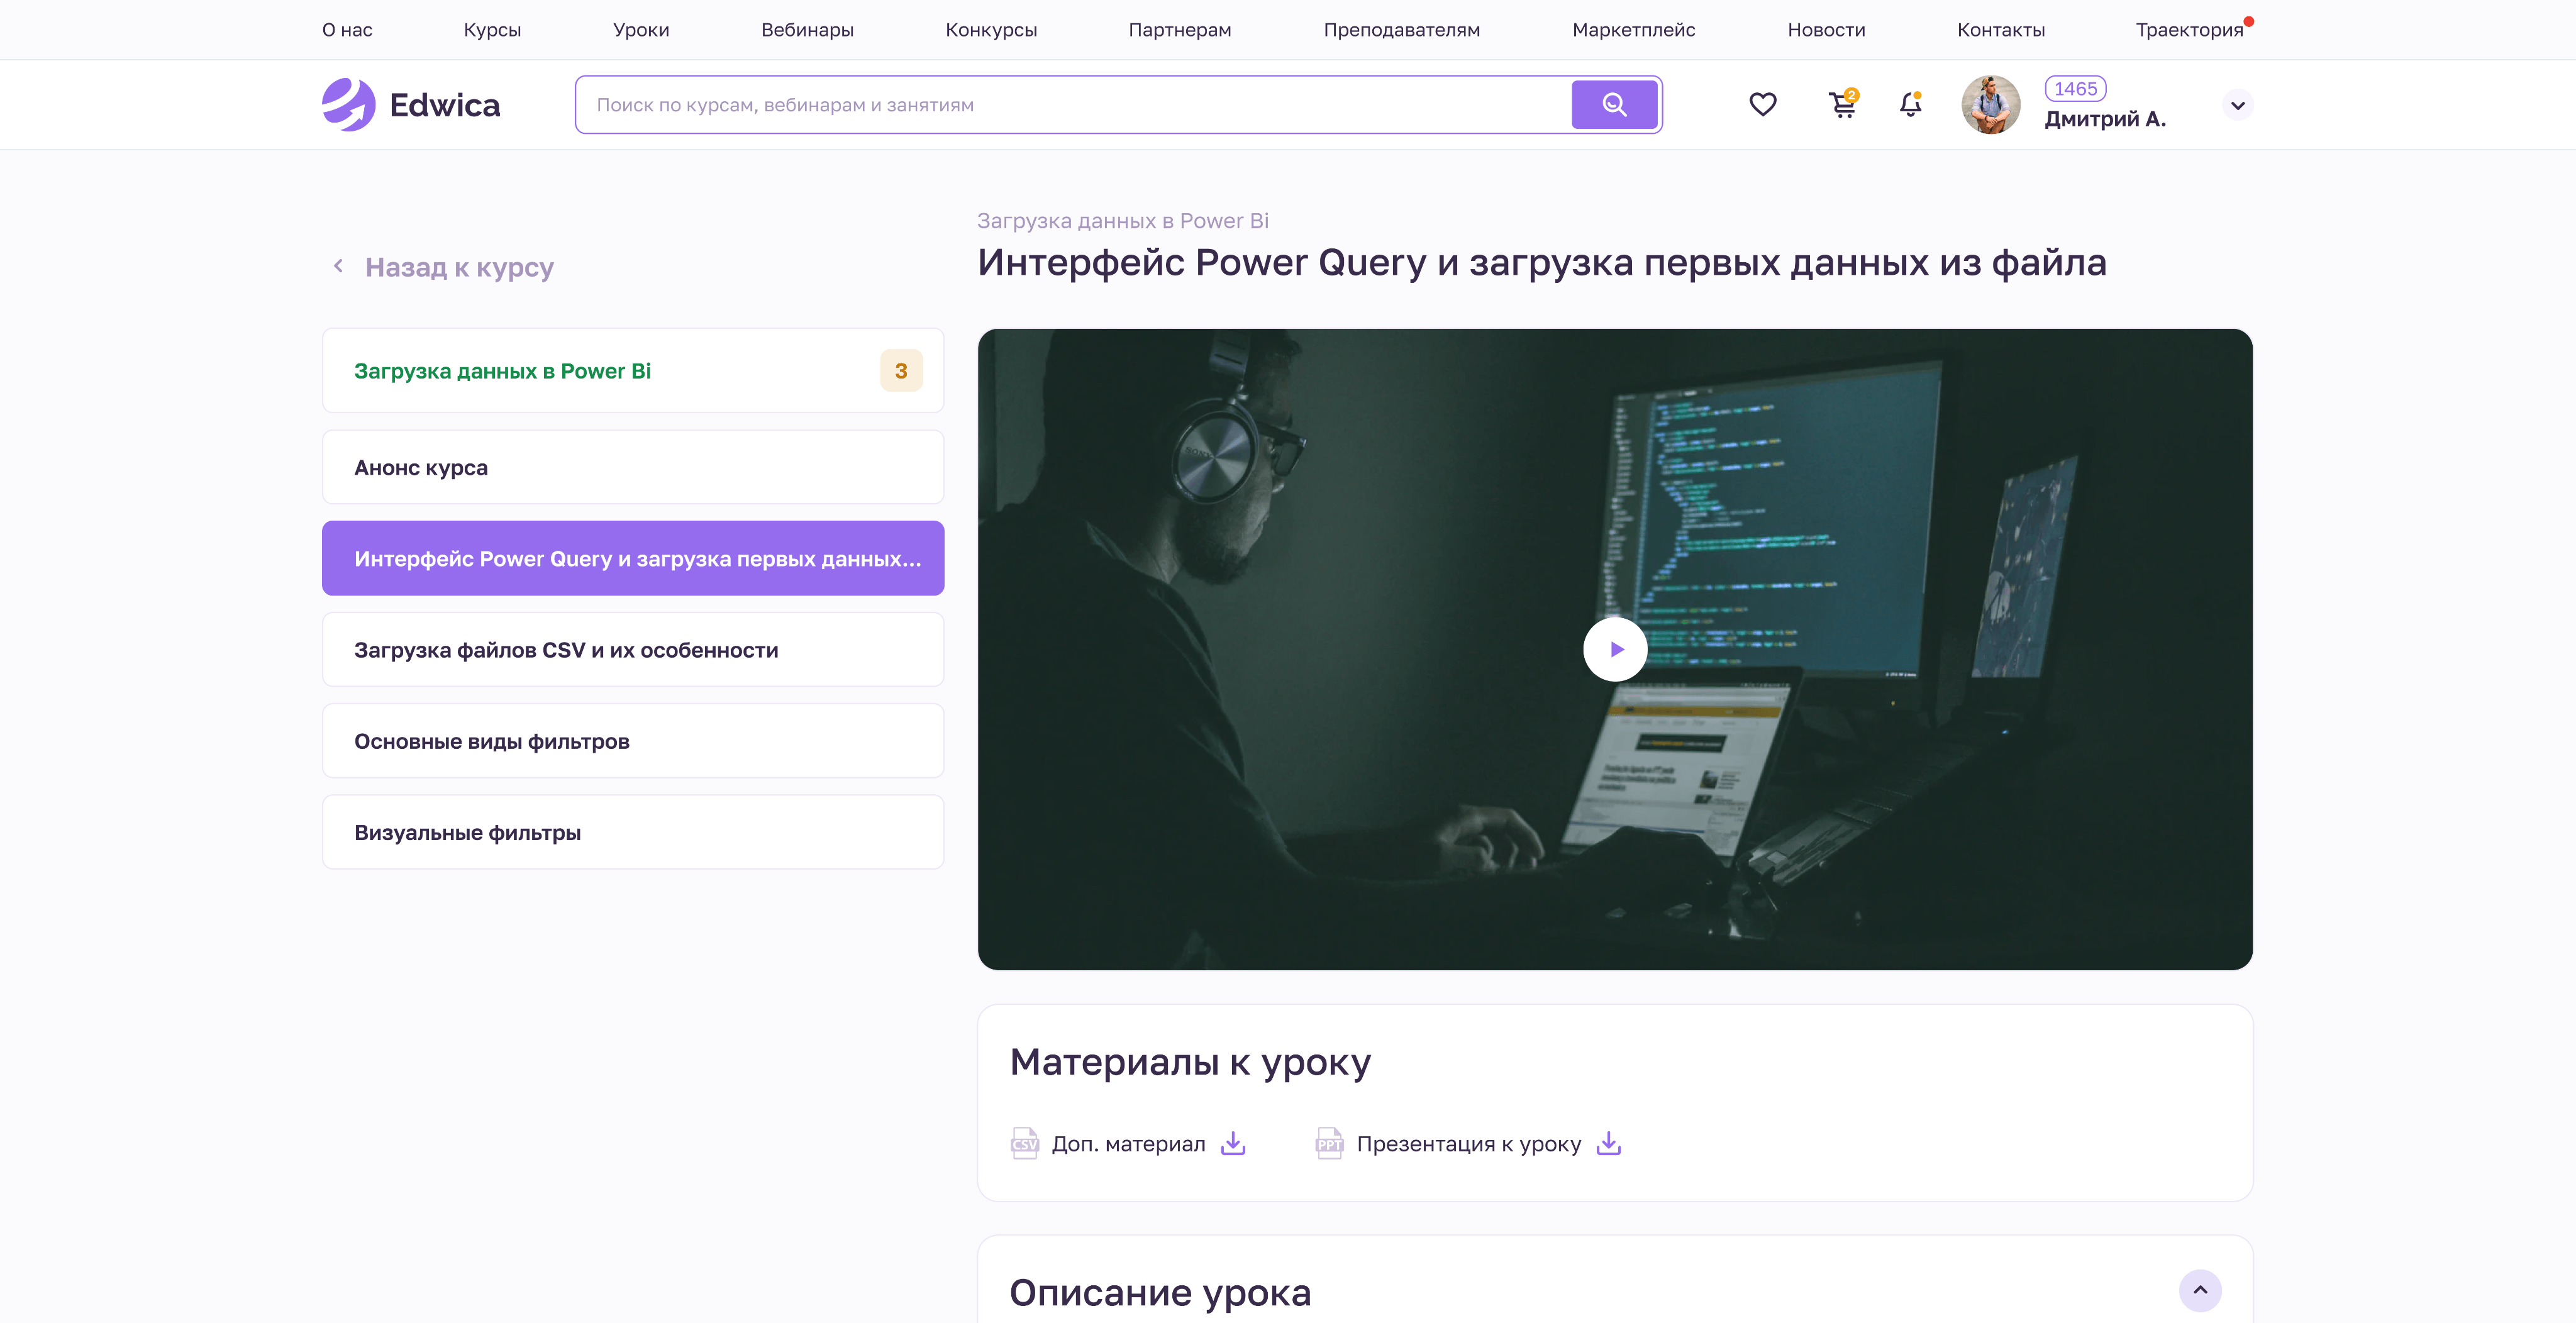 О нас Курсы Уроки Вебинары Конкурсы Партнерам Преподавателям Маркетплейс Новости Контакты Траектория
Edwica
Поиск по курсам, вебинарам и занятиям
2
1465
Дмитрий А.
Назад к курсу
Загрузка данных в Power Bi
Интерфейс Power Query и загрузка первых данных из файла
Загрузка данных в Power Bi 3
Анонс курса
Интерфейс Power Query и загрузка первых данных...
Загрузка файлов CSV и их особенности
Основные виды фильтров
Визуальные фильтры
SONY
Материалы к уроку
CSV Доп. материал PPT Презентация к уроку
Описание урока